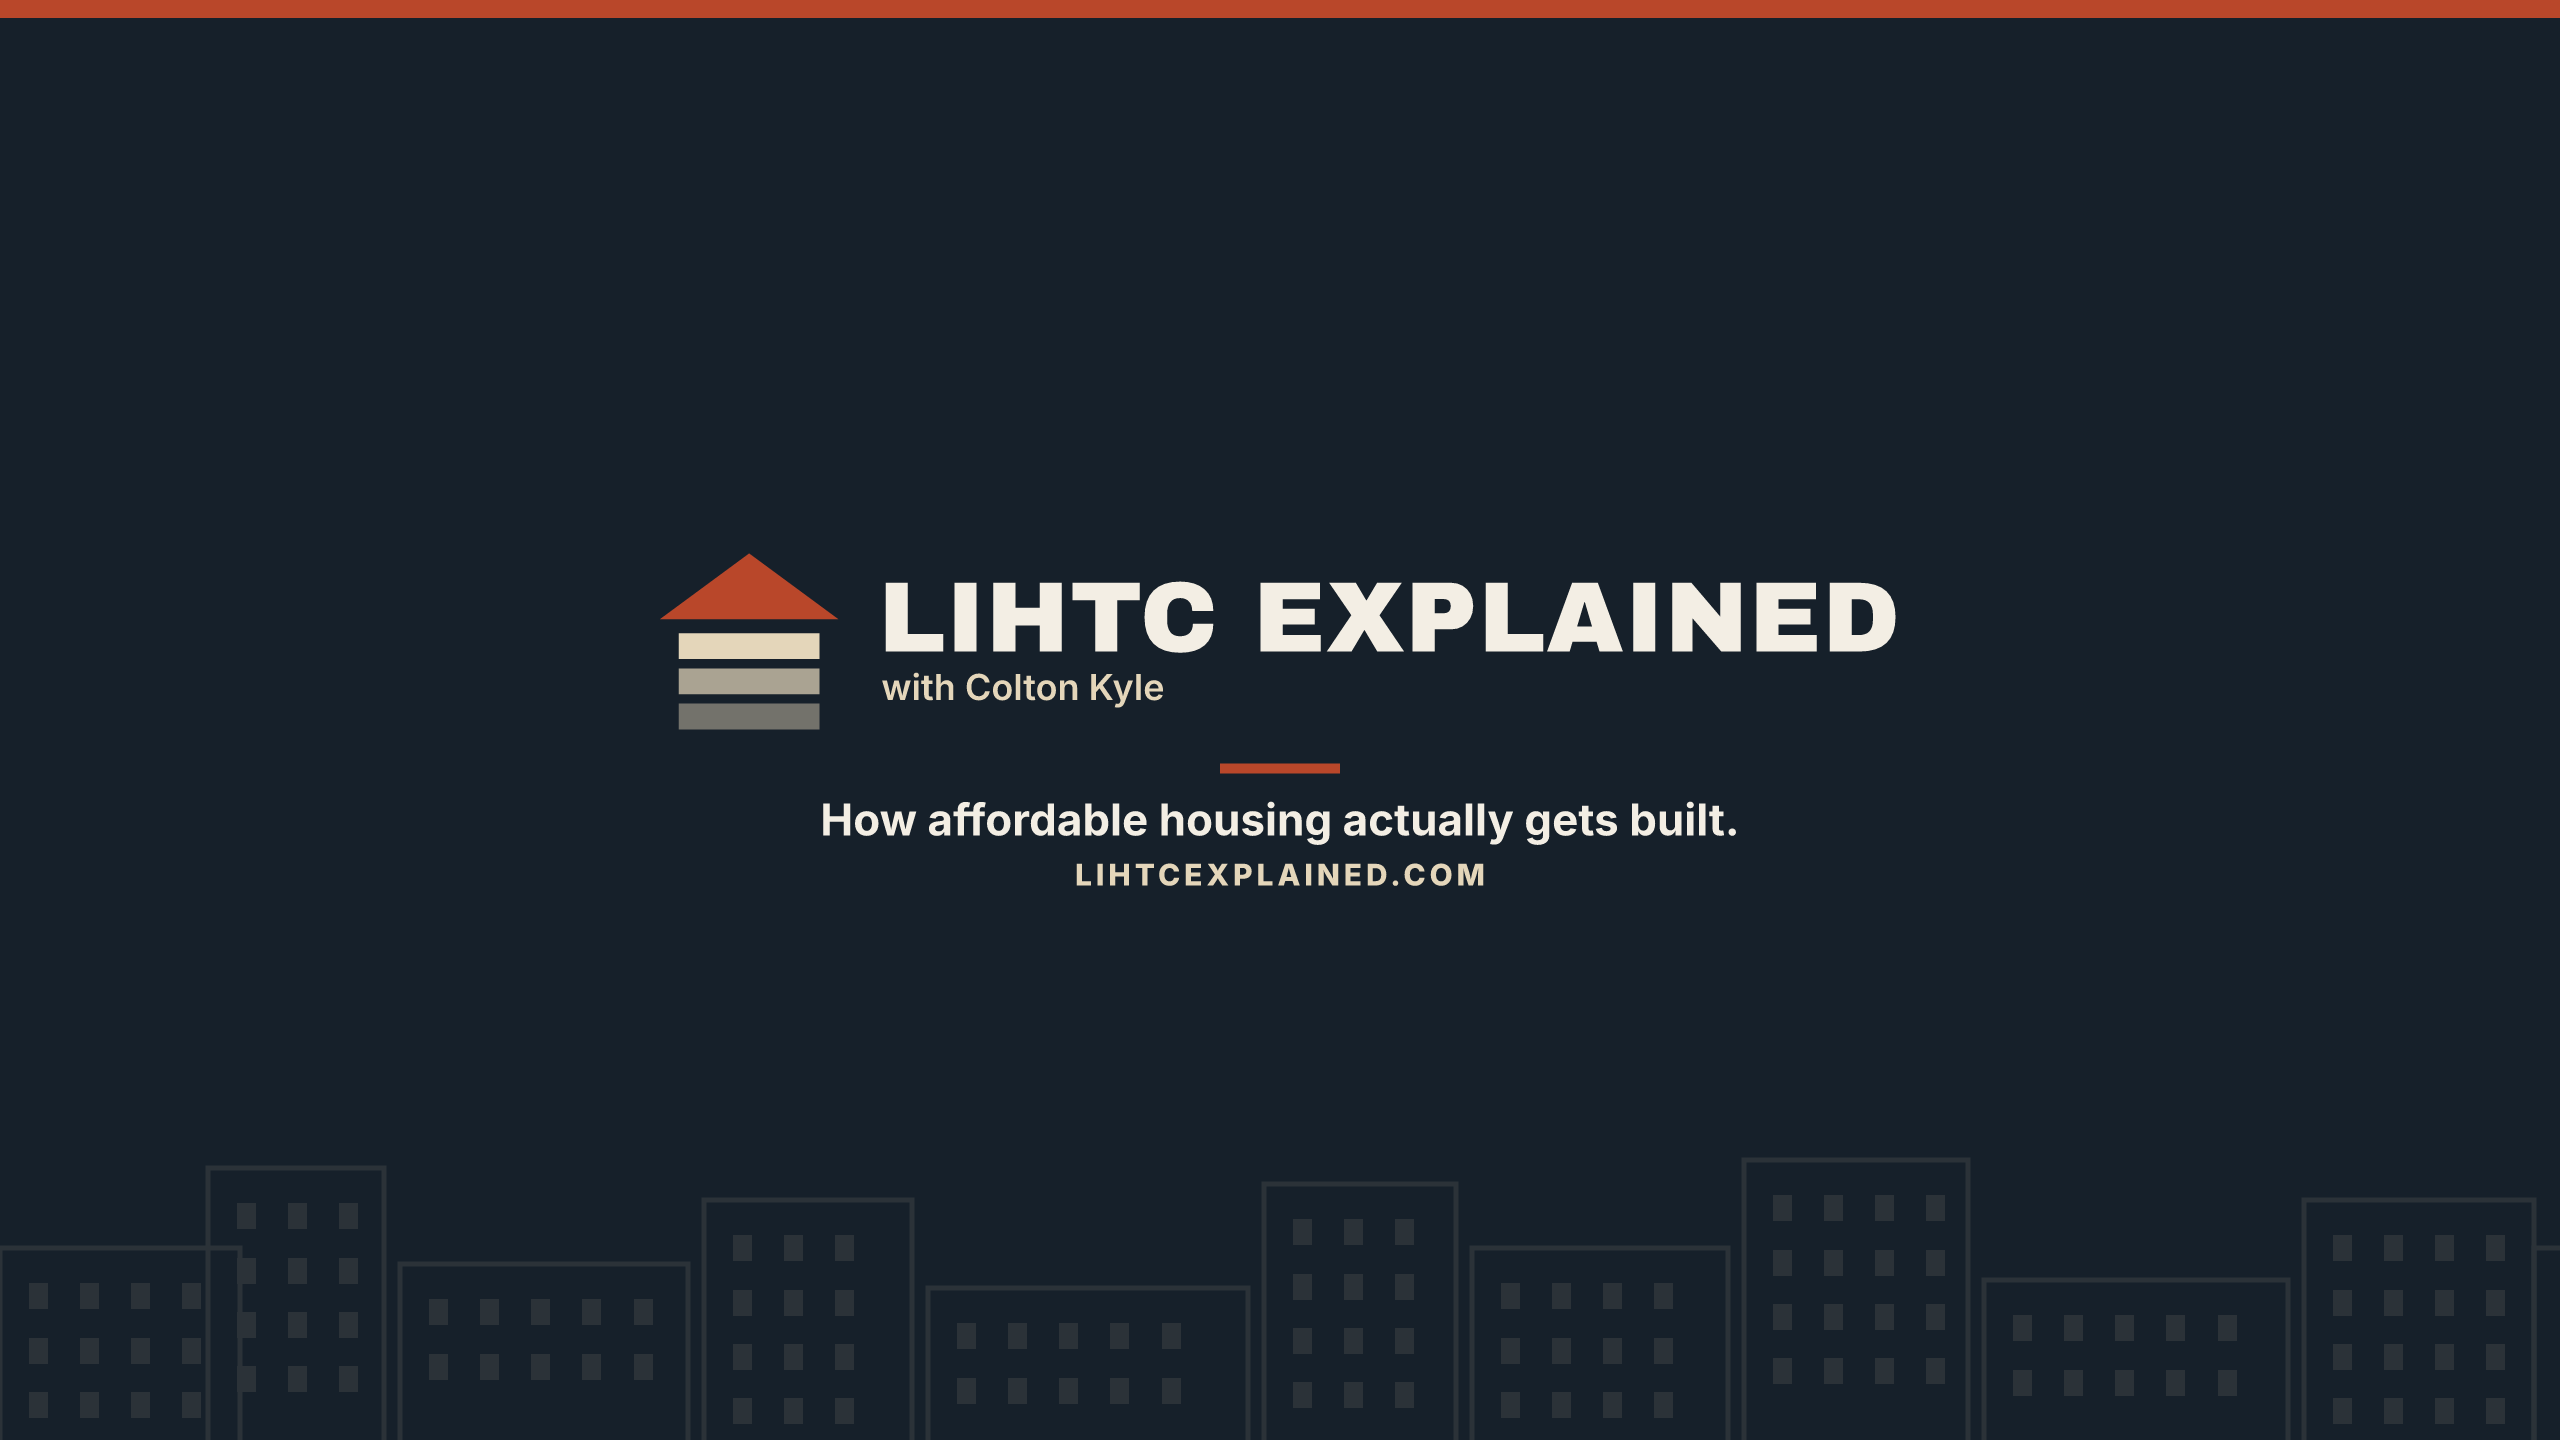 LIHTC EXPLAINED
with Colton Kyle
How affordable housing actually gets built.
LIHTCEXPLAINED.COM